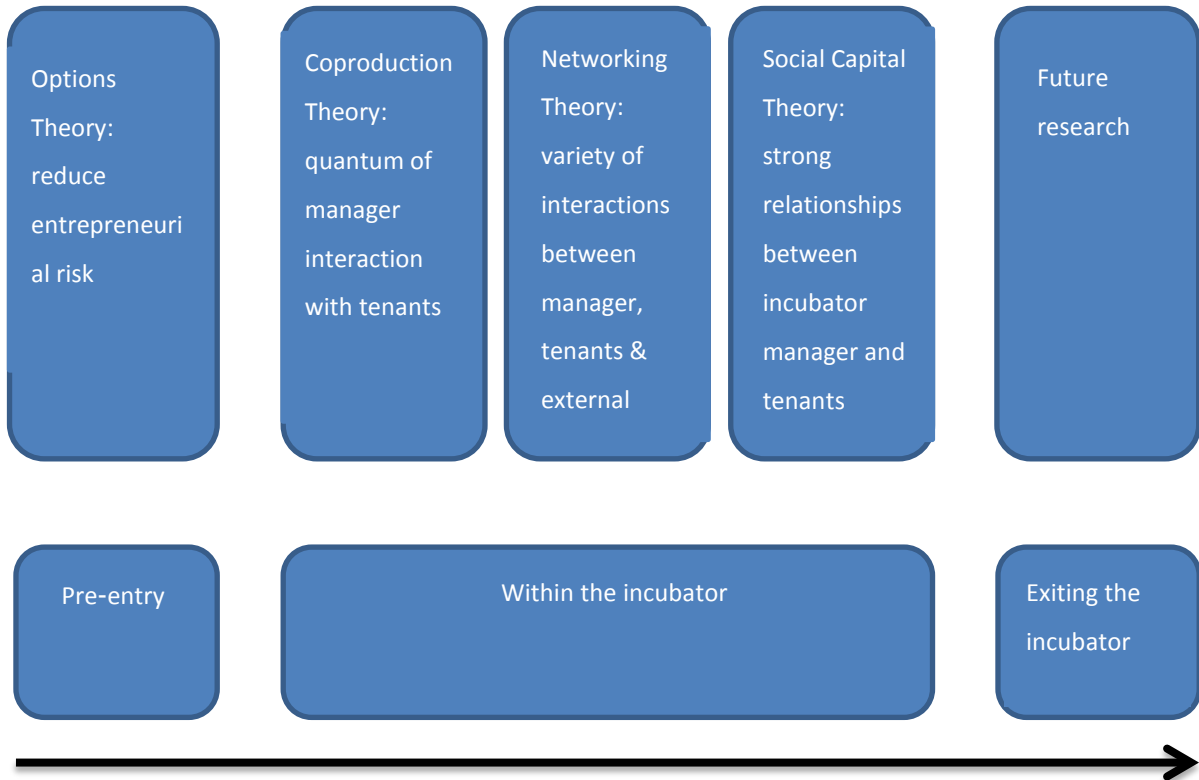 Options
Theory:
reduce
entrepreneuri
al risk
Coproduction
Theory:
quantum of
manager
interaction
with tenants
Networking
Theory:
variety of
interactions
between
manager,
tenants &
external
Social Capital
Theory:
strong
relationships
between
incubator
manager and
tenants
Future
research
Pre-entry
Within the incubator
Exiting the
incubator